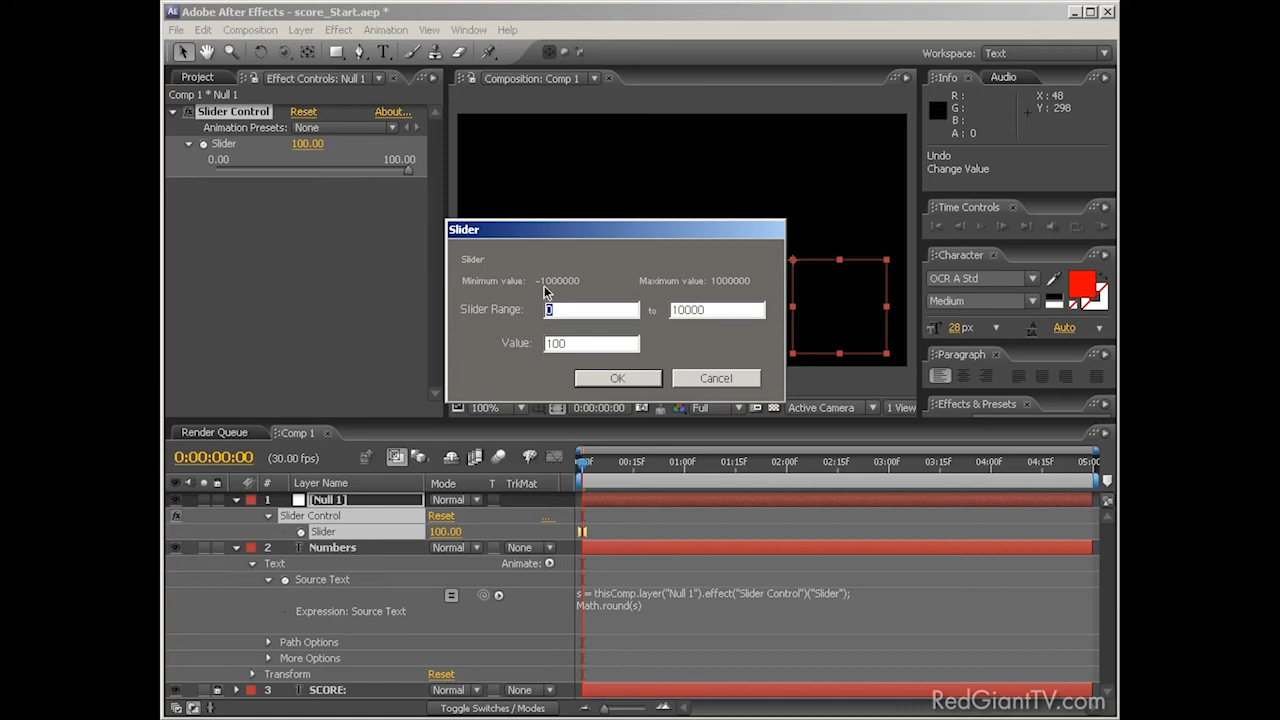 Adobe After Effects - score_Start.aep *
File Edit Composition Layer Effect Animation View Window Help
Workspace: Text
Project Effect Controls: Null 1 Composition: Comp 1 Info Audio
Comp 1 * Null 1
Slider Control Reset About...
Animation Presets: None
Slider 100.00
0.00 100.00
R: X: 48
G: Y: 298
B:
A: 0
Undo
Change Value
Time Controls
Slider
Slider
Minimum value: -1000000 Maximum value: 1000000
Slider Range: 0 to 10000
Value: 100
OK Cancel
Character
OCR A Std
Medium
28 px Auto
Paragraph
Effects & Presets
100% 0:00:00:00 Full Active Camera 1 View
Render Queue Comp 1
0:00:00:00 (30.00 fps)
00:15F 01:00F 01:15F 02:00F 02:15F 03:00F 03:15F 04:00F 04:15F 05:00
# Layer Name Mode T TrkMat
1 [Null 1] Normal
Slider Control Reset ...
Slider 100.00
2 T Numbers Normal None
Text Animate:
Source Text
s = thisComp.layer("Null 1").effect("Slider Control")("Slider");
Math.round(s)
Expression: Source Text
Path Options
More Options
Transform Reset
3 T SCORE: Normal None
Toggle Switches / Modes
RedGiantTV.com